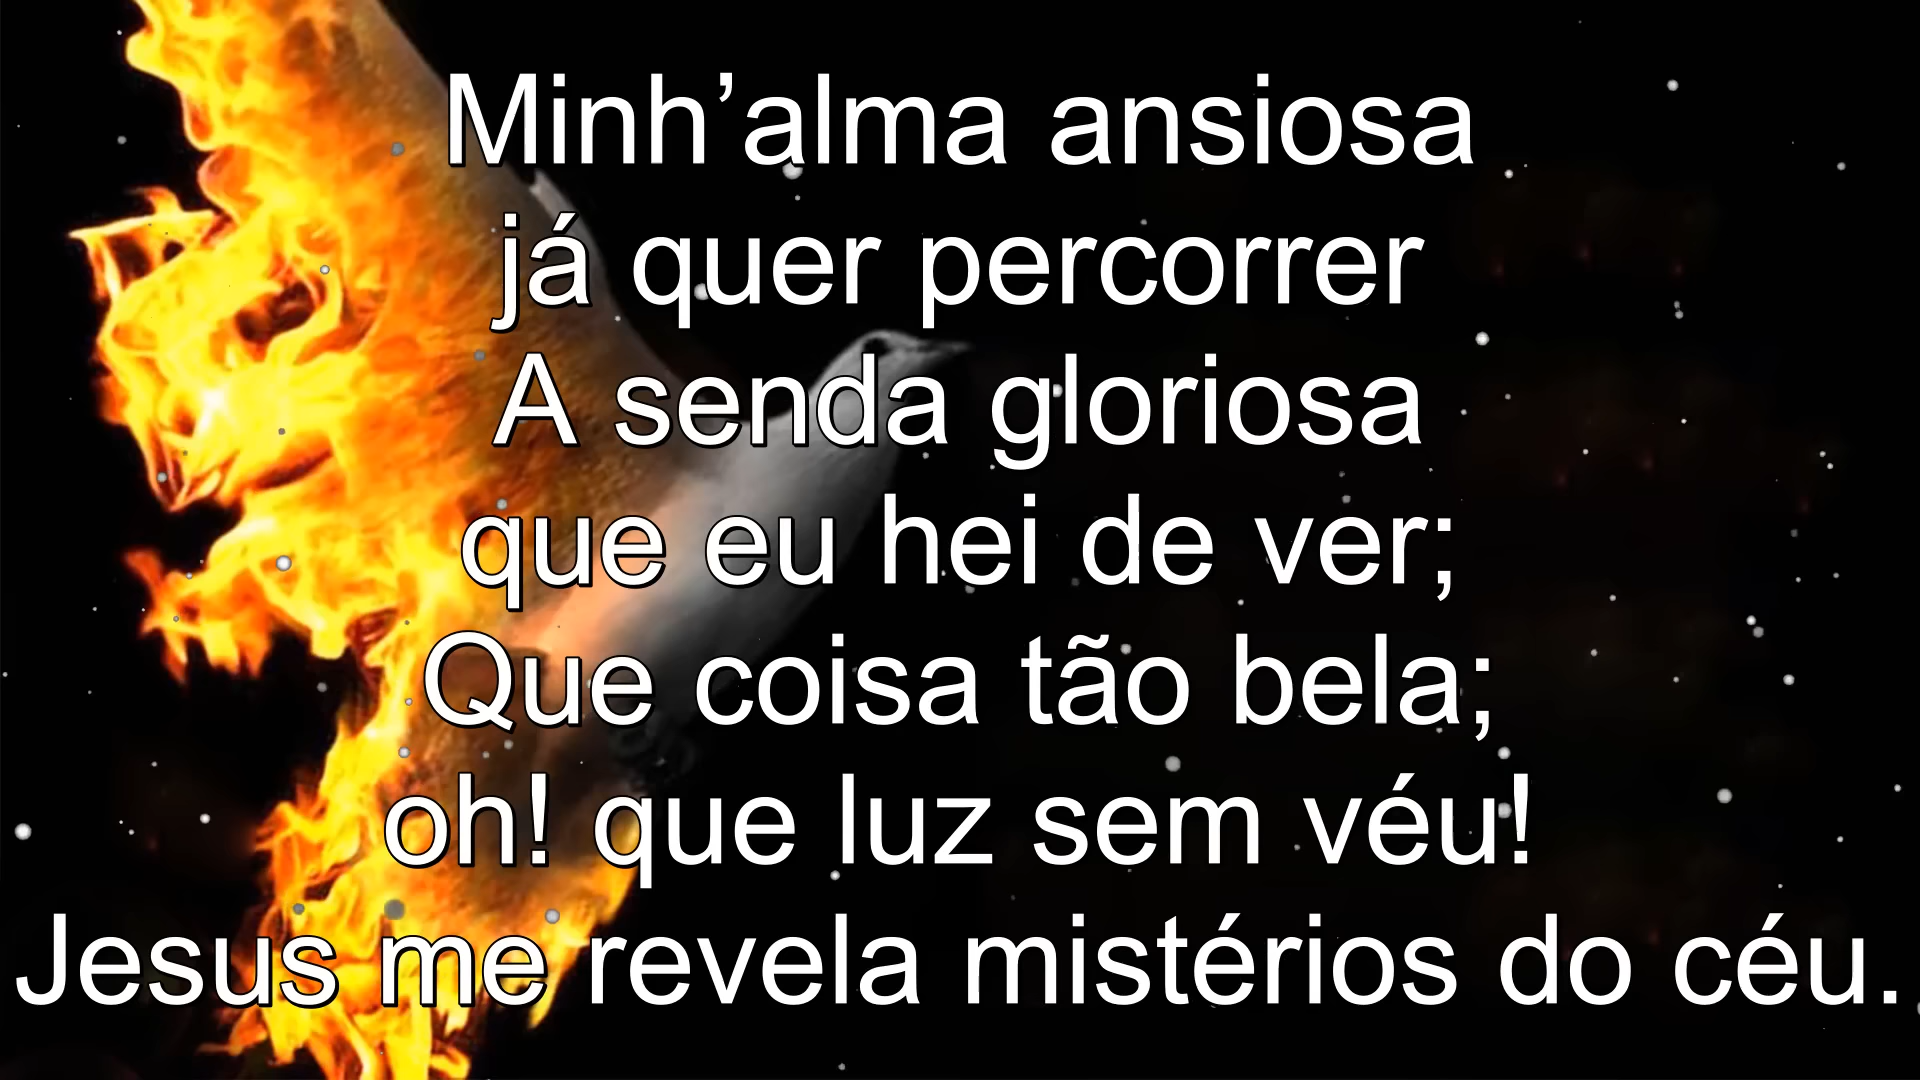 Minh’alma ansiosa
já quer percorrer
A senda gloriosa
que eu hei de ver;
Que coisa tão bela;
oh! que luz sem véu!
Jesus me revela mistérios do céu.